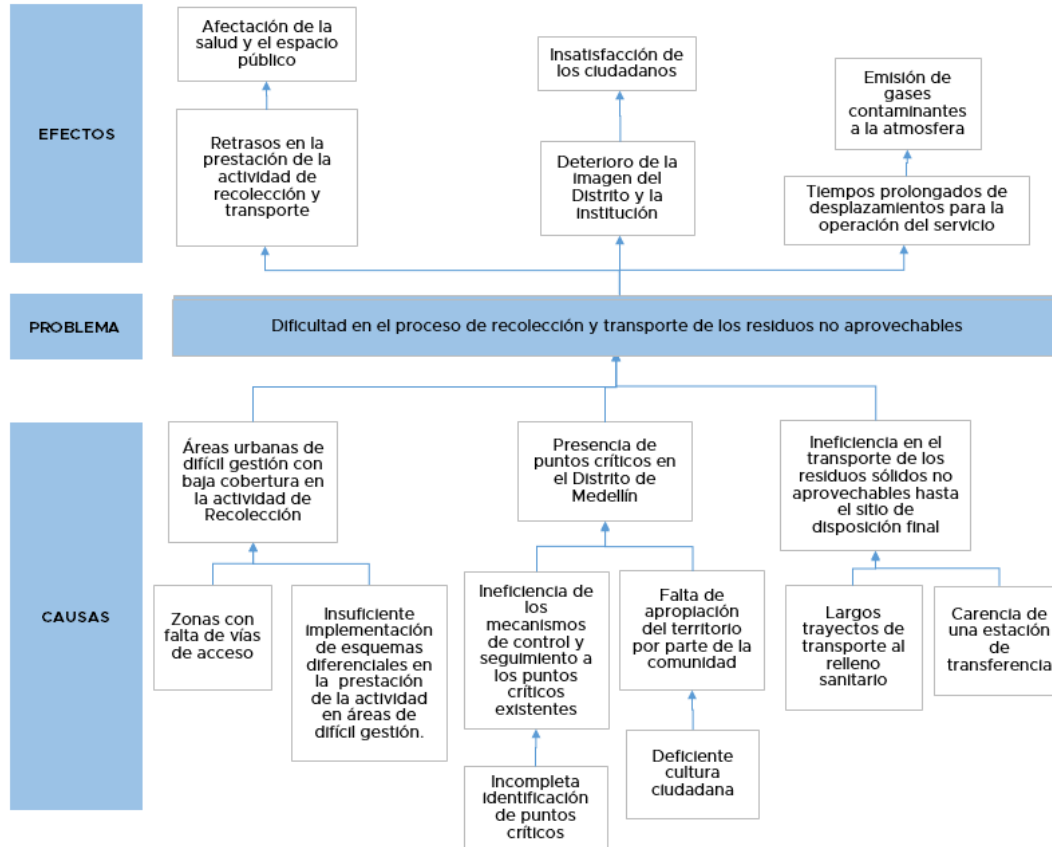 Afectación de la
salud y el espacio
público
Insatisfacción de
los ciudadanos
Emisión de
gases
contaminantes
a la atmosfera
EFECTOS
Retrasos en la
prestación de la
actividad de
recolección y
transporte
Deterioro de la
imagen del
Distrito y la
institución
Tiempos prolongados de
desplazamientos para la
operación del servicio
PROBLEMA
Dificultad en el proceso de recolección y transporte de los residuos no aprovechables
Áreas urbanas de
difícil gestión con
baja cobertura en
la actividad de
Recolección
Presencia de
puntos críticos en
el Distrito de
Medellín
Ineficiencia en el
transporte de los
residuos sólidos no
aprovechables hasta
el sitio de
disposición final
CAUSAS
Zonas con
falta de vías
de acceso
Insuficiente
implementación
de esquemas
diferenciales en
la prestación
de la actividad
en áreas de
difícil gestión.
Ineficiencia de
los
mecanismos
de control y
seguimiento a
los puntos
críticos
existentes
Falta de
apropiación
del territorio
por parte de la
comunidad
Largos
trayectos de
transporte al
relleno
sanitario
Carencia de
una estación
de
transferencia
Incompleta
identificación
de puntos
críticos
Deficiente
cultura
ciudadana